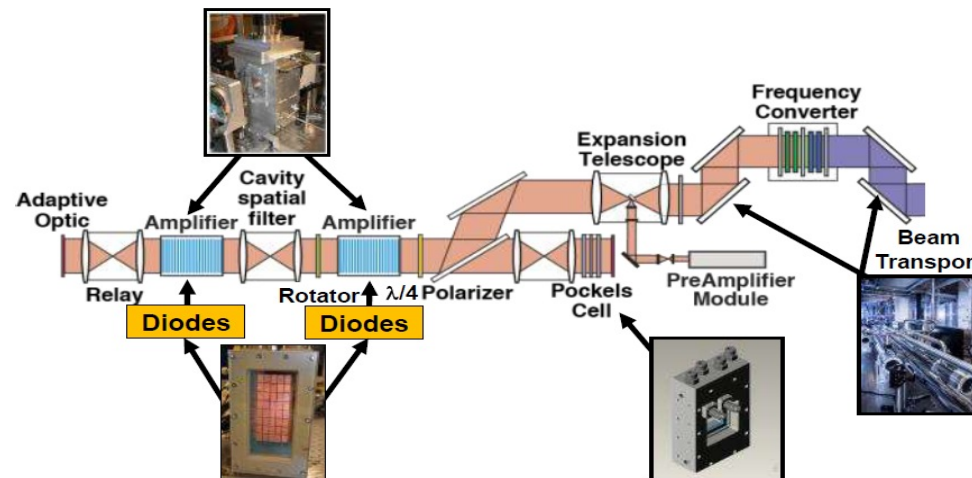 Frequency
Converter
Expansion
Telescope
Cavity
spatial
filter
Adaptive
Optic
Amplifier
Amplifier
Beam
Transport
Relay
Rotator
λ/4
Polarizer
Pockels
Cell
PreAmplifier
Module
Diodes
Diodes